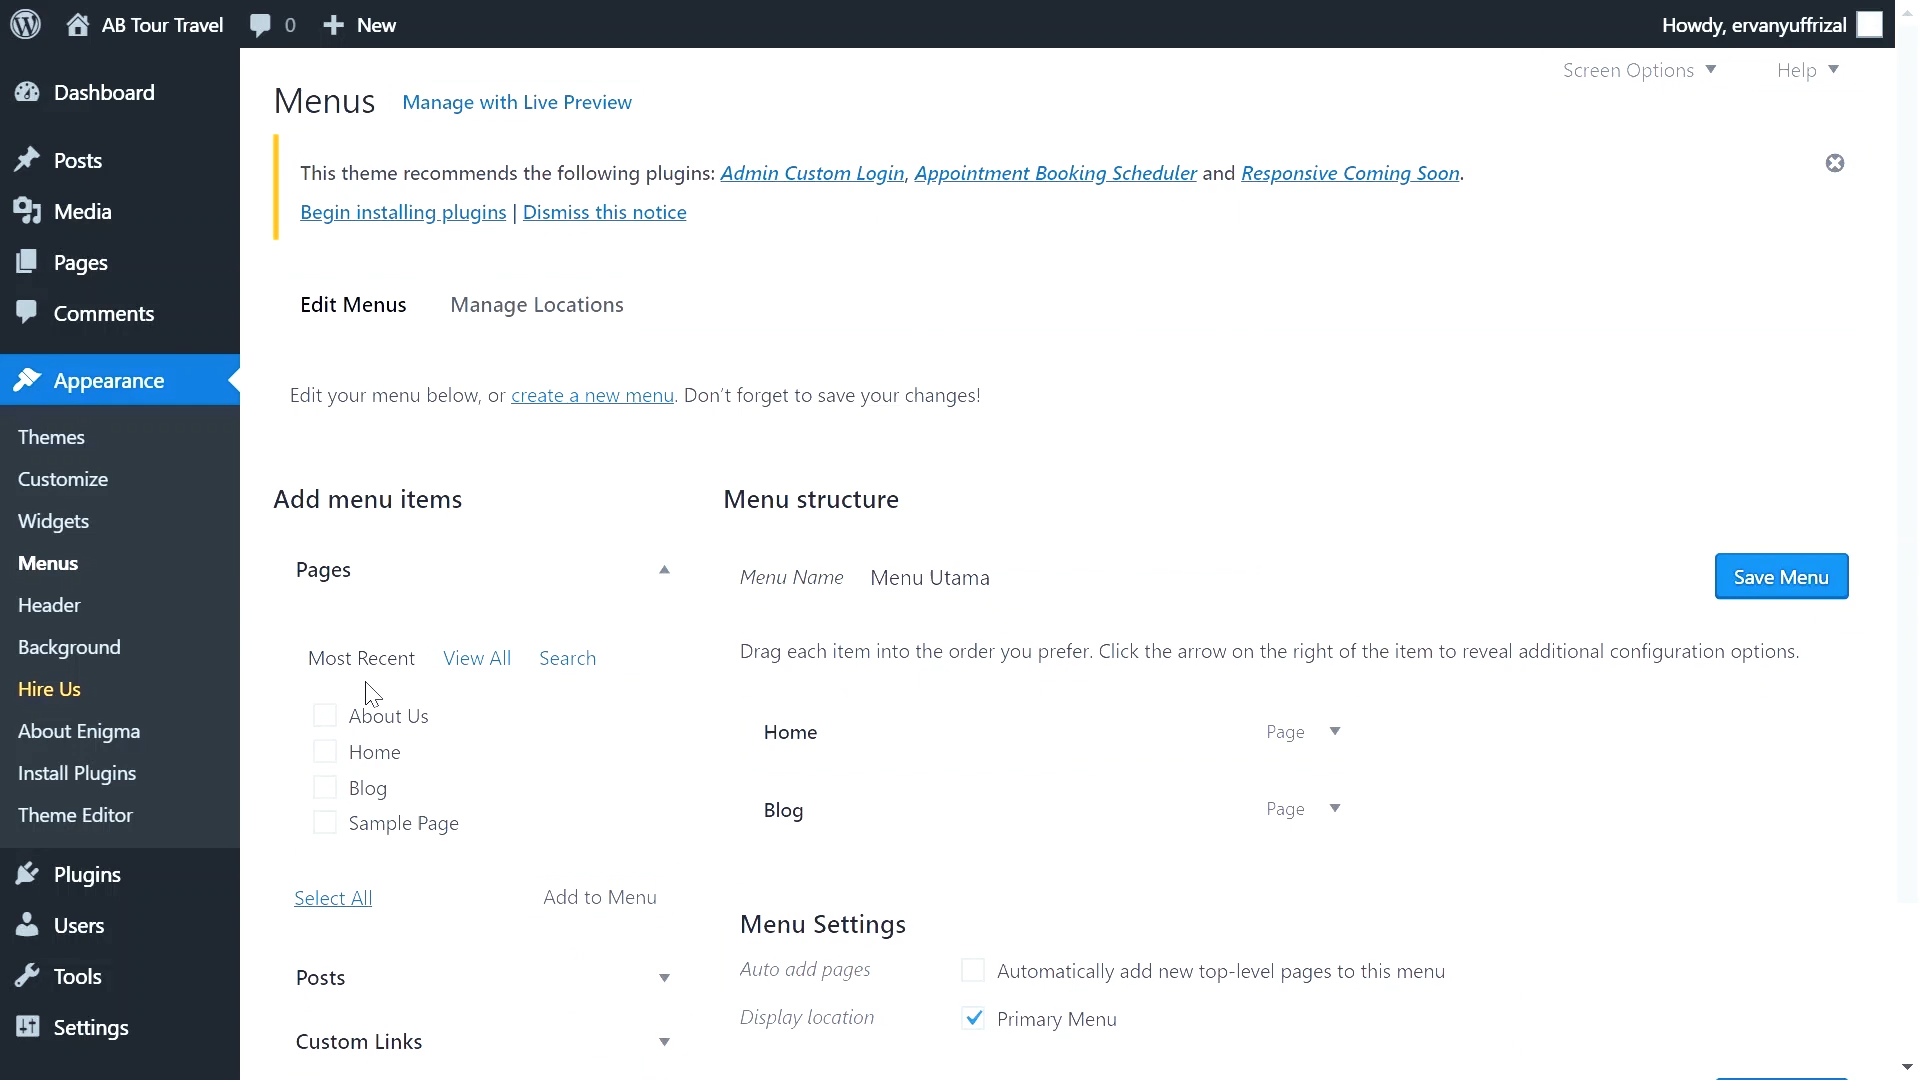 AB Tour Travel 0 New Howdy, ervanyuffrizal
Dashboard
Posts
Media
Pages
Comments
Appearance
Themes
Customize
Widgets
Menus
Header
Background
Hire Us
About Enigma
Install Plugins
Theme Editor
Plugins
Users
Tools
Settings
Screen Options Help
Menus Manage with Live Preview
This theme recommends the following plugins: Admin Custom Login, Appointment Booking Scheduler and Responsive Coming Soon.
Begin installing plugins | Dismiss this notice
Edit Menus Manage Locations
Edit your menu below, or create a new menu. Don't forget to save your changes!
Add menu items
Pages
Most Recent View All Search
About Us
Home
Blog
Sample Page
Select All Add to Menu
Posts
Custom Links
Menu structure
Menu Name Menu Utama Save Menu
Drag each item into the order you prefer. Click the arrow on the right of the item to reveal additional configuration options.
Home Page
Blog Page
Menu Settings
Auto add pages Automatically add new top-level pages to this menu
Display location Primary Menu